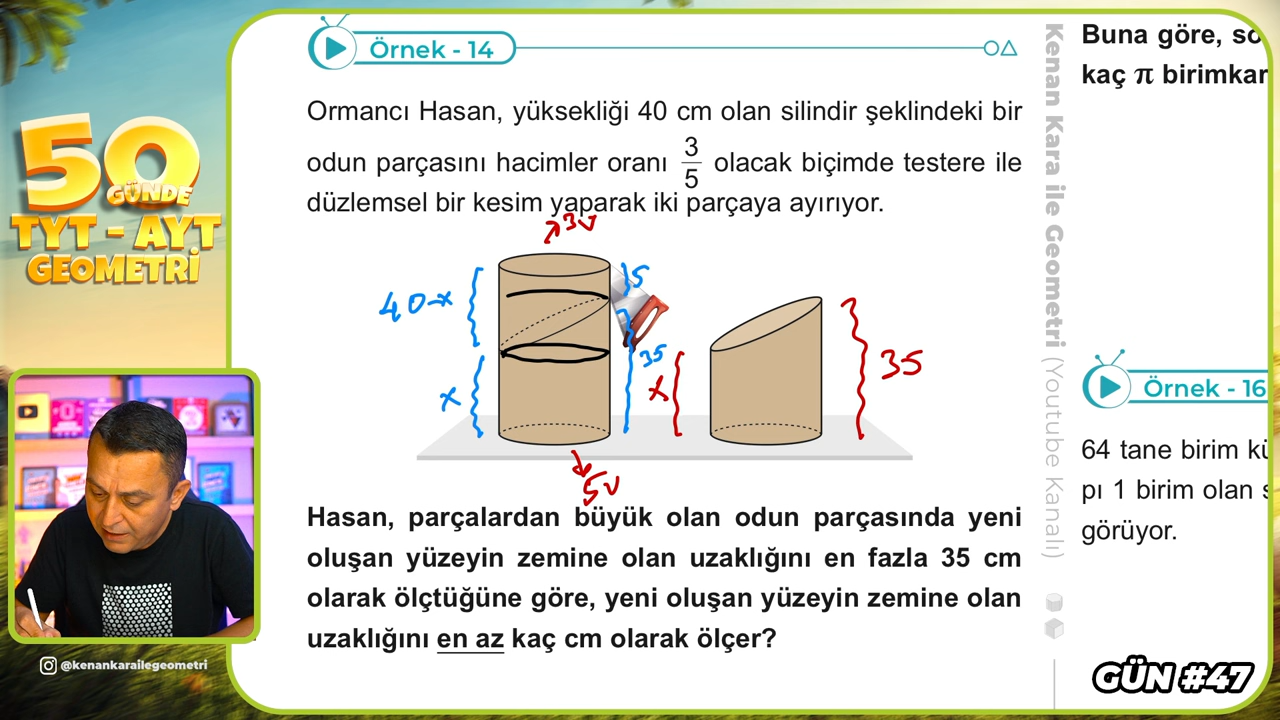 50
GÜNDE
TYT - AYT
GEOMETRİ
@kenankarailegeometri
Örnek - 14
Ormancı Hasan, yüksekliği 40 cm olan silindir şeklindeki bir
odun parçasını hacimler oranı 3/5 olacak biçimde testere ile
düzlemsel bir kesim yaparak iki parçaya ayırıyor.
3V
40-x
5
x
35
x
35
5V
Hasan, parçalardan büyük olan odun parçasında yeni
oluşan yüzeyin zemine olan uzaklığını en fazla 35 cm
olarak ölçtüğüne göre, yeni oluşan yüzeyin zemine olan
uzaklığını en az kaç cm olarak ölçer?
Kenan Kara ile Geometri (Youtube Kanalı)
Buna göre, so
kaç π birimkar
Örnek - 16
64 tane birim kü
pı 1 birim olan s
görüyor.
GÜN #47